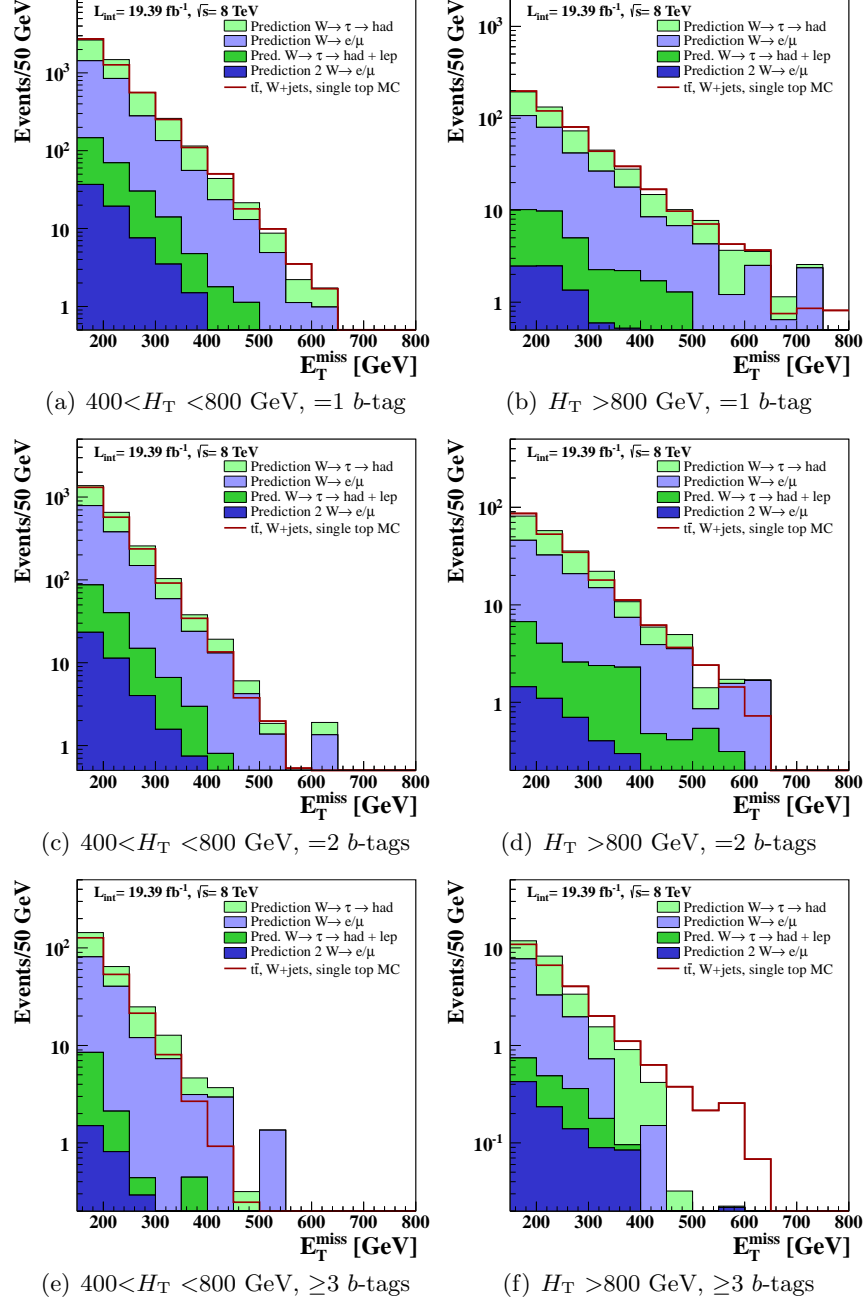 L_int = 19.39 fb⁻¹, √s = 8 TeV
Prediction W→ τ → had
Prediction W→ e/μ
Pred. W→ τ → had + lep
Prediction 2 W→ e/μ
tt̄, W+jets, single top MC
Events/50 GeV
10³
10²
10
1
200 300 400 500 600 700 800
E_T^miss [GeV]
(a) 400<H_T <800 GeV, =1 b-tag
L_int = 19.39 fb⁻¹, √s = 8 TeV
Prediction W→ τ → had
Prediction W→ e/μ
Pred. W→ τ → had + lep
Prediction 2 W→ e/μ
tt̄, W+jets, single top MC
Events/50 GeV
10²
10
1
200 300 400 500 600 700 800
E_T^miss [GeV]
(b) H_T >800 GeV, =1 b-tag
L_int = 19.39 fb⁻¹, √s = 8 TeV
Prediction W→ τ → had
Prediction W→ e/μ
Pred. W→ τ → had + lep
Prediction 2 W→ e/μ
tt̄, W+jets, single top MC
Events/50 GeV
10³
10²
10
1
200 300 400 500 600 700 800
E_T^miss [GeV]
(c) 400<H_T <800 GeV, =2 b-tags
L_int = 19.39 fb⁻¹, √s = 8 TeV
Prediction W→ τ → had
Prediction W→ e/μ
Pred. W→ τ → had + lep
Prediction 2 W→ e/μ
tt̄, W+jets, single top MC
Events/50 GeV
10²
10
1
200 300 400 500 600 700 800
E_T^miss [GeV]
(d) H_T >800 GeV, =2 b-tags
L_int = 19.39 fb⁻¹, √s = 8 TeV
Prediction W→ τ → had
Prediction W→ e/μ
Pred. W→ τ → had + lep
Prediction 2 W→ e/μ
tt̄, W+jets, single top MC
Events/50 GeV
10²
10
1
200 300 400 500 600 700 800
E_T^miss [GeV]
(e) 400<H_T <800 GeV, ≥3 b-tags
L_int = 19.39 fb⁻¹, √s = 8 TeV
Prediction W→ τ → had
Prediction W→ e/μ
Pred. W→ τ → had + lep
Prediction 2 W→ e/μ
tt̄, W+jets, single top MC
Events/50 GeV
10
1
10⁻¹
200 300 400 500 600 700 800
E_T^miss [GeV]
(f) H_T >800 GeV, ≥3 b-tags